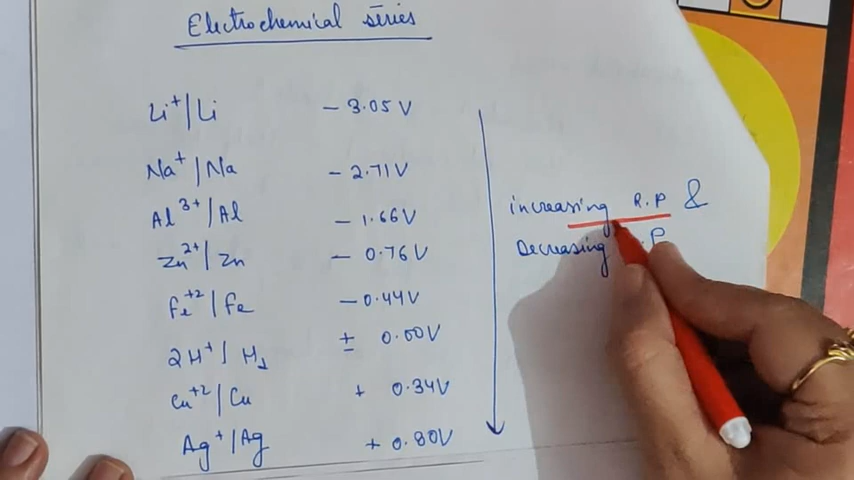 Electrochemical series
Li⁺/Li - 3.05 V
Na⁺/Na - 2.71V
Al³⁺/Al - 1.66V
Zn²⁺/Zn - 0.76V
Fe⁺²/Fe - 0.44V
2H⁺/H₂ ± 0.00V
Cu⁺²/Cu + 0.34V
Ag⁺/Ag + 0.80V
increasing R.P &
Decreasing .P